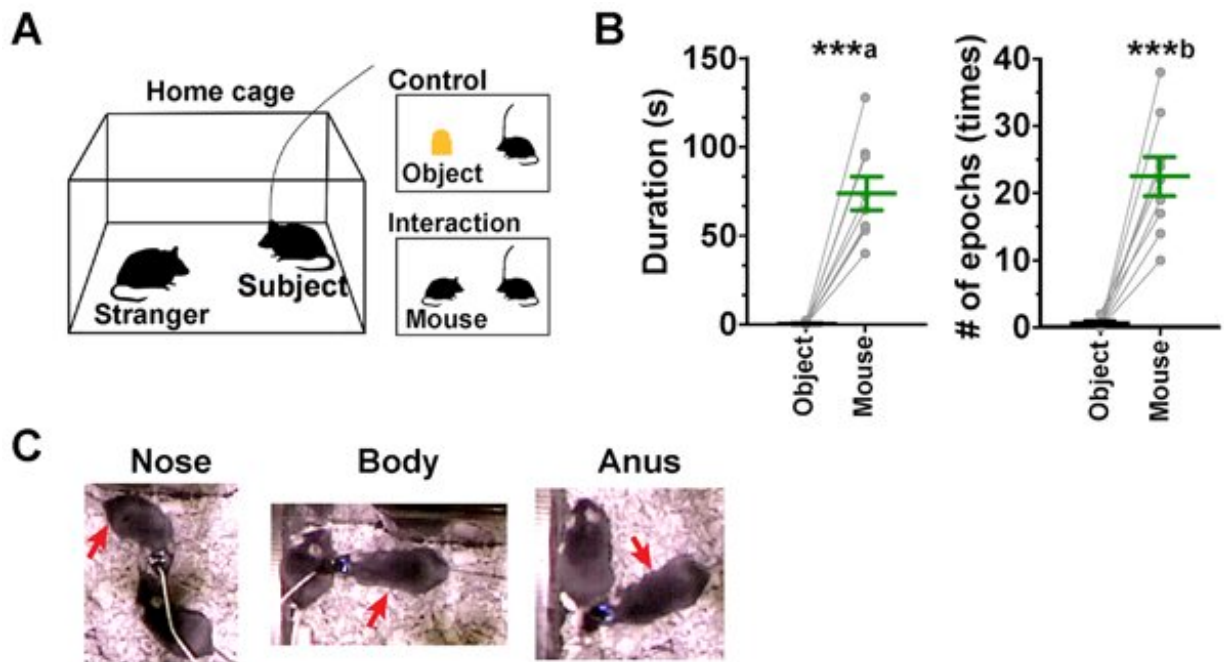 A
Home cage
Stranger
Subject
Control
Object
Interaction
Mouse
B
Duration (s)
150
100
50
0
***a
Object
Mouse
# of epochs (times)
40
30
20
10
0
***b
Object
Mouse
C
Nose
Body
Anus